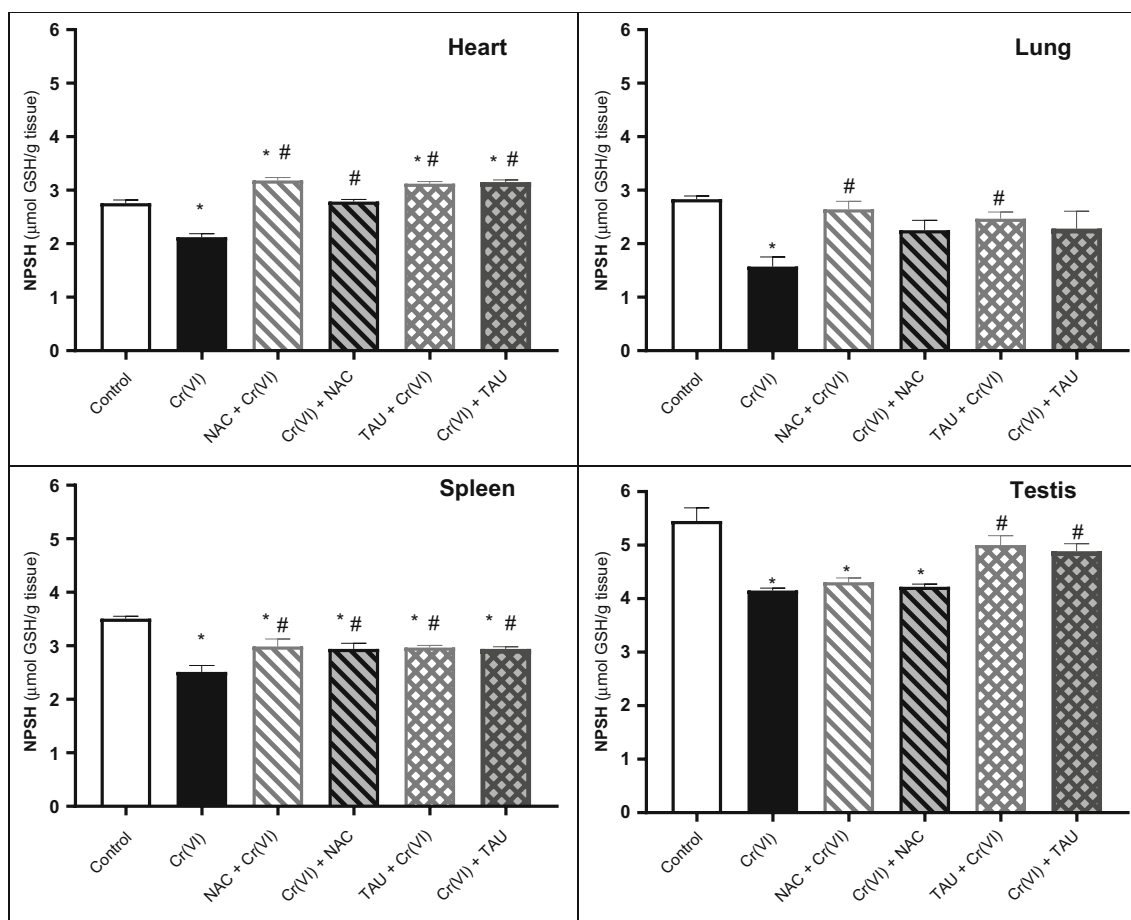 Heart
NPSH (µmol GSH/g tissue)
6
5
4
3
2
1
0
* #
#
* #
* #
*
Control
Cr(VI)
NAC + Cr(VI)
Cr(VI) + NAC
TAU + Cr(VI)
Cr(VI) + TAU
Lung
NPSH (µmol GSH/g tissue)
6
5
4
3
2
1
0
#
#
*
Control
Cr(VI)
NAC + Cr(VI)
Cr(VI) + NAC
TAU + Cr(VI)
Cr(VI) + TAU
Spleen
NPSH (µmol GSH/g tissue)
6
5
4
3
2
1
0
*
* #
* #
* #
* #
Control
Cr(VI)
NAC + Cr(VI)
Cr(VI) + NAC
TAU + Cr(VI)
Cr(VI) + TAU
Testis
NPSH (µmol GSH/g tissue)
6
5
4
3
2
1
0
*
*
*
#
#
Control
Cr(VI)
NAC + Cr(VI)
Cr(VI) + NAC
TAU + Cr(VI)
Cr(VI) + TAU